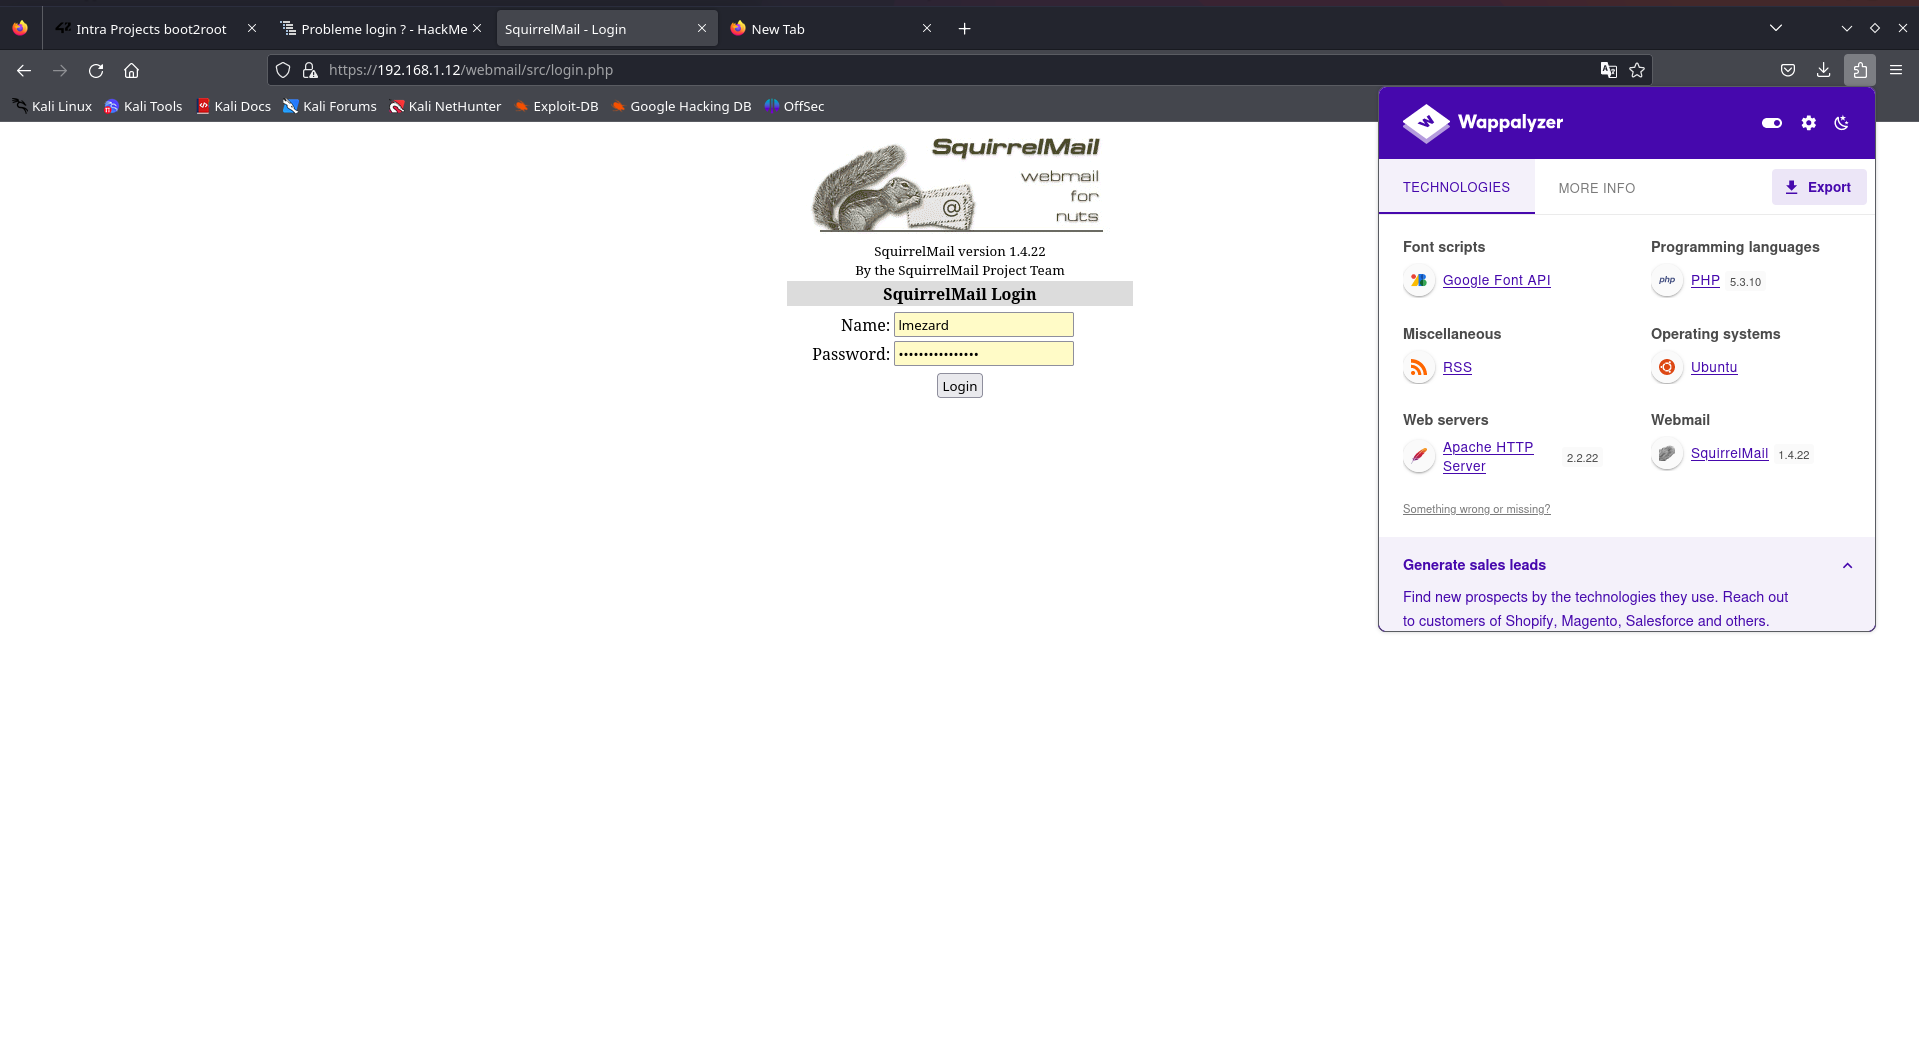 Intra Projects boot2root
Probleme login ? - HackMe
SquirrelMail - Login
New Tab
https://192.168.1.12/webmail/src/login.php
Kali Linux
Kali Tools
Kali Docs
Kali Forums
Kali NetHunter
Exploit-DB
Google Hacking DB
OffSec
SquirrelMail
webmail
for
nuts
SquirrelMail version 1.4.22
By the SquirrelMail Project Team
SquirrelMail Login
Name: lmezard
Password: ••••••••••••••••
Login
Wappalyzer
TECHNOLOGIES
MORE INFO
Export
Font scripts
Google Font API
Programming languages
php PHP 5.3.10
Miscellaneous
RSS
Operating systems
Ubuntu
Web servers
Apache HTTP
Server 2.2.22
Webmail
SquirrelMail 1.4.22
Something wrong or missing?
Generate sales leads
Find new prospects by the technologies they use. Reach out
to customers of Shopify, Magento, Salesforce and others.